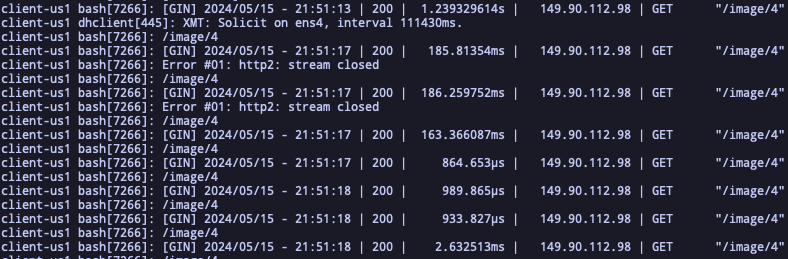 client-us1 bash[7266]: [GIN] 2024/05/15 - 21:51:13 | 200 |  1.239329614s |   149.90.112.98 | GET      "/image/4"
client-us1 dhclient[445]: XMT: Solicit on ens4, interval 111430ms.
client-us1 bash[7266]: /image/4
client-us1 bash[7266]: [GIN] 2024/05/15 - 21:51:17 | 200 |   185.81354ms |   149.90.112.98 | GET      "/image/4"
client-us1 bash[7266]: Error #01: http2: stream closed
client-us1 bash[7266]: /image/4
client-us1 bash[7266]: [GIN] 2024/05/15 - 21:51:17 | 200 |  186.259752ms |   149.90.112.98 | GET      "/image/4"
client-us1 bash[7266]: Error #01: http2: stream closed
client-us1 bash[7266]: /image/4
client-us1 bash[7266]: [GIN] 2024/05/15 - 21:51:17 | 200 |  163.366087ms |   149.90.112.98 | GET      "/image/4"
client-us1 bash[7266]: /image/4
client-us1 bash[7266]: [GIN] 2024/05/15 - 21:51:17 | 200 |     864.653µs |   149.90.112.98 | GET      "/image/4"
client-us1 bash[7266]: /image/4
client-us1 bash[7266]: [GIN] 2024/05/15 - 21:51:18 | 200 |     989.865µs |   149.90.112.98 | GET      "/image/4"
client-us1 bash[7266]: /image/4
client-us1 bash[7266]: [GIN] 2024/05/15 - 21:51:18 | 200 |     933.827µs |   149.90.112.98 | GET      "/image/4"
client-us1 bash[7266]: /image/4
client-us1 bash[7266]: [GIN] 2024/05/15 - 21:51:18 | 200 |    2.632513ms |   149.90.112.98 | GET      "/image/4"
client-us1 bash[7266]: /image/4